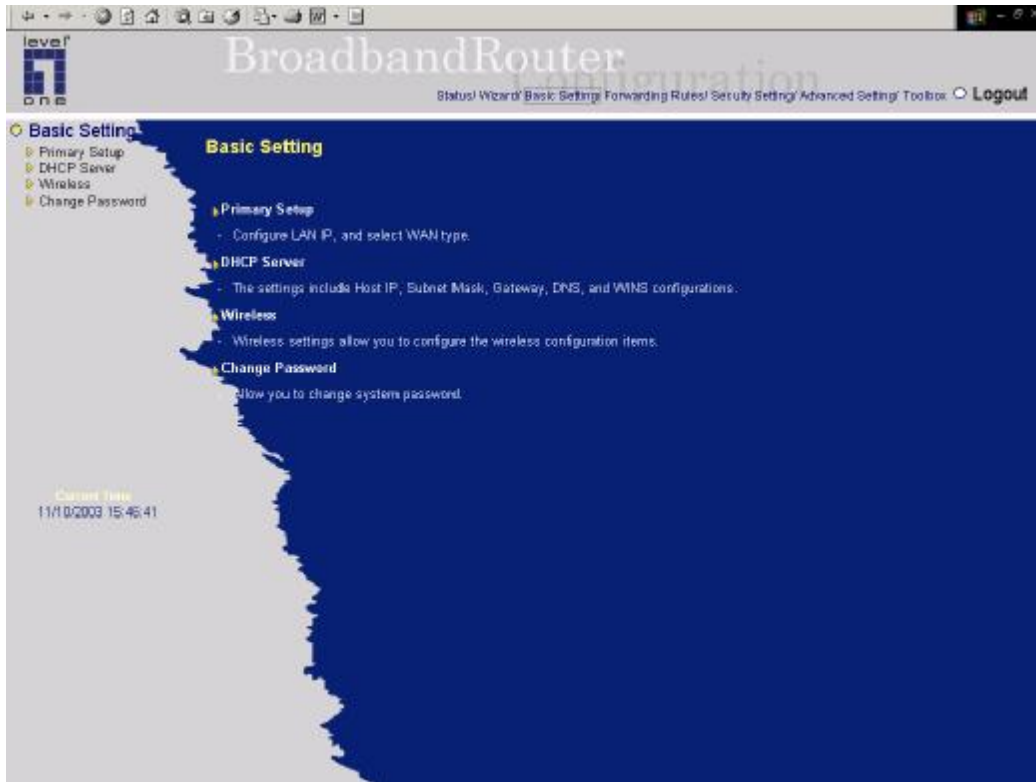 level
one
BroadbandRouter
Configuration
Status/ Wizard/ Basic Setting/ Forwarding Rules/ Security Setting/ Advanced Setting/ Toolbox Logout
Basic Setting
Primary Setup
DHCP Server
Wireless
Change Password
Current Time
11/10/2003 15:46:41
Basic Setting
Primary Setup
- Configure LAN IP, and select WAN type.
DHCP Server
- The settings include Host IP, Subnet Mask, Gateway, DNS, and WINS configurations.
Wireless
- Wireless settings allow you to configure the wireless configuration items.
Change Password
Allow you to change system password.